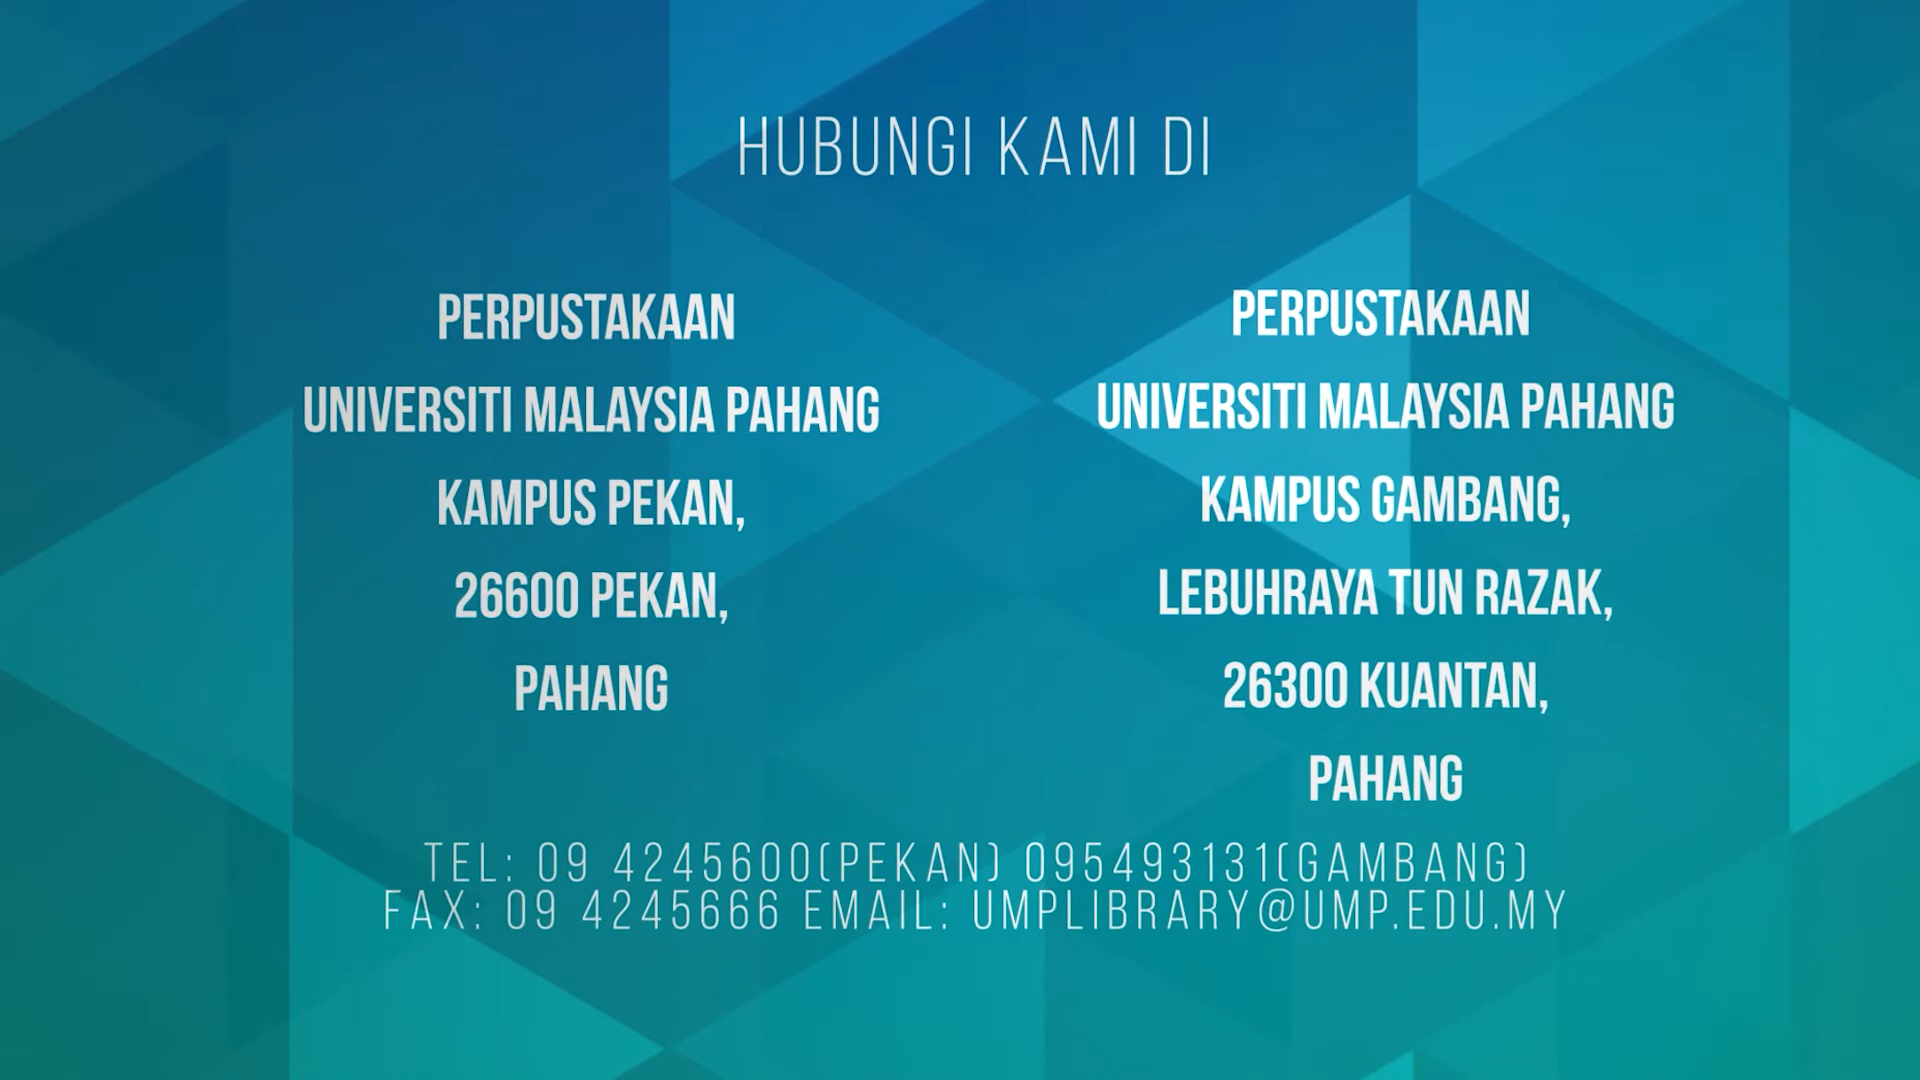 HUBUNGI KAMI DI
PERPUSTAKAAN
UNIVERSITI MALAYSIA PAHANG
KAMPUS PEKAN,
26600 PEKAN,
PAHANG
PERPUSTAKAAN
UNIVERSITI MALAYSIA PAHANG
KAMPUS GAMBANG,
LEBUHRAYA TUN RAZAK,
26300 KUANTAN,
PAHANG
TEL: 09 4245600(PEKAN) 095493131(GAMBANG)
FAX: 09 4245666 EMAIL: UMPLIBRARY@UMP.EDU.MY